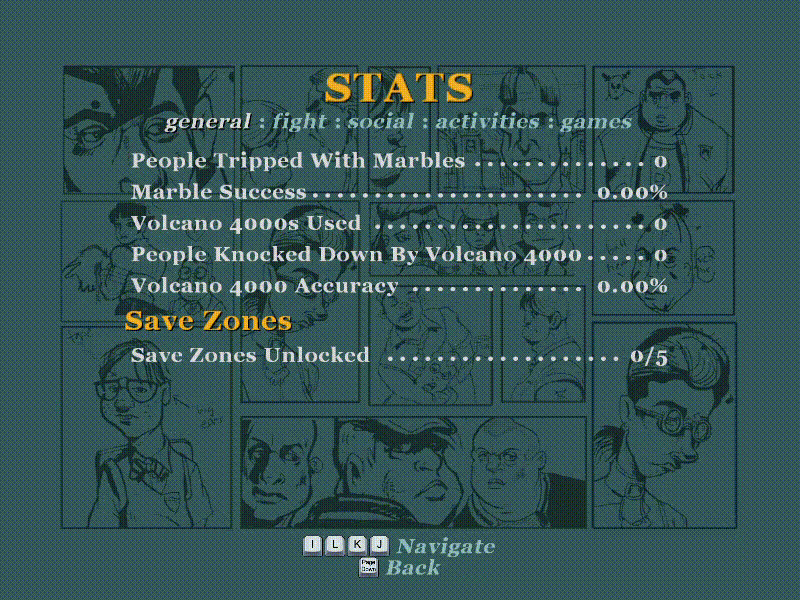 STATS
general : fight : social : activities : games
People Tripped With Marbles .............. 0
Marble Success...................... 0.00%
Volcano 4000s Used ...................... 0
People Knocked Down By Volcano 4000..... 0
Volcano 4000 Accuracy .............. 0.00%
Save Zones
Save Zones Unlocked ................... 0/5
I L K J Navigate
Page Down Back